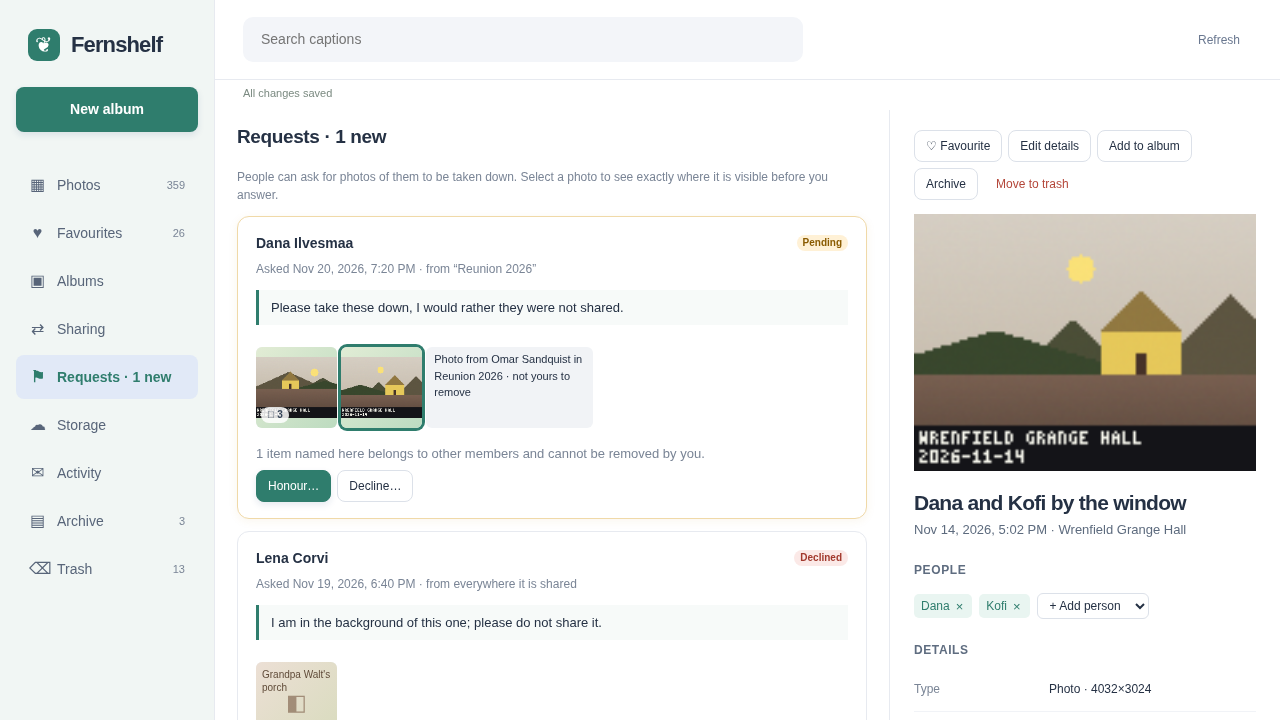 Fernshelf
New album
Photos 359
Favourites 26
Albums
Sharing
Requests · 1 new
Storage
Activity
Archive 3
Trash 13
Search captions
Refresh
All changes saved
Requests · 1 new
People can ask for photos of them to be taken down. Select a photo to see exactly where it is visible before you
answer.
Dana Ilvesmaa Pending
Asked Nov 20, 2026, 7:20 PM · from “Reunion 2026”
Please take these down, I would rather they were not shared.
3
WRENFIELD GRANGE HALL
2026-11-14
Photo from Omar Sandquist in
Reunion 2026 · not yours to
remove
1 item named here belongs to other members and cannot be removed by you.
Honour… Decline…
Lena Corvi Declined
Asked Nov 19, 2026, 6:40 PM · from everywhere it is shared
I am in the background of this one; please do not share it.
Grandpa Walt's
porch
♡ Favourite Edit details Add to album
Archive Move to trash
WRENFIELD GRANGE HALL
2026-11-14
Dana and Kofi by the window
Nov 14, 2026, 5:02 PM · Wrenfield Grange Hall
PEOPLE
Dana × Kofi × + Add person
DETAILS
Type Photo · 4032×3024